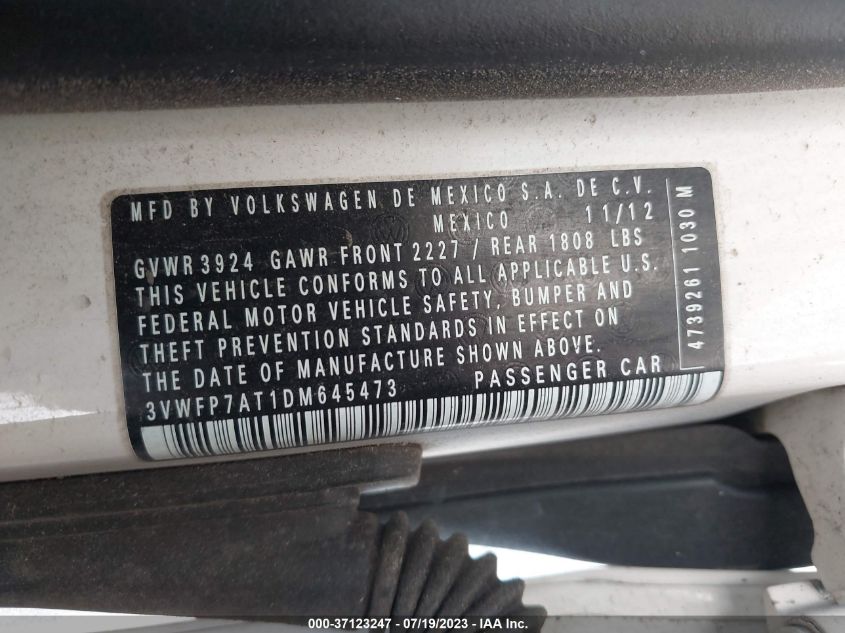 MFD BY VOLKSWAGEN DE MEXICO S.A. DE C.V.
MEXICO 11/12
GVWR 3924 GAWR FRONT 2227 / REAR 1808 LBS
THIS VEHICLE CONFORMS TO ALL APPLICABLE U.S.
FEDERAL MOTOR VEHICLE SAFETY, BUMPER AND
THEFT PREVENTION STANDARDS IN EFFECT ON
THE DATE OF MANUFACTURE SHOWN ABOVE.
3VWFP7AT1DM645473 PASSENGER CAR
4739261 1030 M
000-37123247 - 07/19/2023 - IAA Inc.